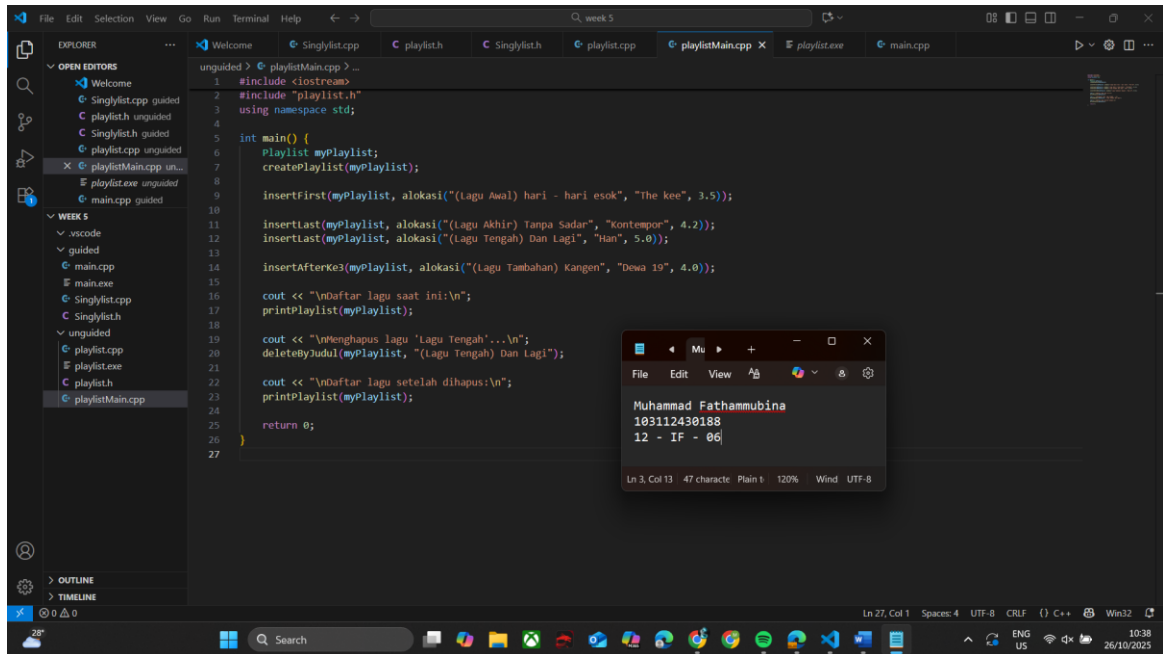 File Edit Selection View Go Run Terminal Help
week 5
EXPLORER
OPEN EDITORS
Welcome
Singlylist.cpp guided
playlist.h unguided
Singlylist.h guided
playlist.cpp unguided
playlistMain.cpp un...
playlist.exe unguided
main.cpp guided
WEEK 5
.vscode
guided
main.cpp
main.exe
Singlylist.cpp
Singlylist.h
unguided
playlist.cpp
playlist.exe
playlist.h
playlistMain.cpp
OUTLINE
TIMELINE
Welcome Singlylist.cpp playlist.h Singlylist.h playlist.cpp playlistMain.cpp playlist.exe main.cpp
unguided > playlistMain.cpp > ...
1 #include <iostream>
2 #include "playlist.h"
3 using namespace std;
4
5 int main() {
6 Playlist myPlaylist;
7 createPlaylist(myPlaylist);
8
9 insertFirst(myPlaylist, alokasi("(Lagu Awal) hari - hari esok", "The kee", 3.5));
10
11 insertLast(myPlaylist, alokasi("(Lagu Akhir) Tanpa Sadar", "Kontempor", 4.2));
12 insertLast(myPlaylist, alokasi("(Lagu Tengah) Dan Lagi", "Han", 5.0));
13
14 insertAfterKe3(myPlaylist, alokasi("(Lagu Tambahan) Kangen", "Dewa 19", 4.0));
15
16 cout << "\nDaftar lagu saat ini:\n";
17 printPlaylist(myPlaylist);
18
19 cout << "\nMenghapus lagu 'Lagu Tengah'...\n";
20 deleteByJudul(myPlaylist, "(Lagu Tengah) Dan Lagi");
21
22 cout << "\nDaftar lagu setelah dihapus:\n";
23 printPlaylist(myPlaylist);
24
25 return 0;
26 }
27
Mu
File Edit View
Muhammad Fathammubina
103112430188
12 - IF - 06
Ln 3, Col 13 47 characte Plain t 120% Wind UTF-8
0 0 Ln 27, Col 1 Spaces: 4 UTF-8 CRLF {} C++ Win32
28°
Search
ENG
US
10:38
26/10/2025